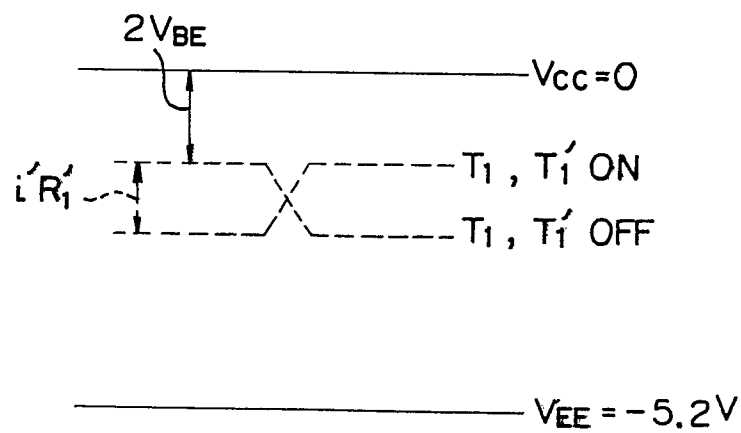 2VBE
VCC=0
T1, T1′ ON
i′R1′
T1, T1′ OFF
VEE=-5.2V